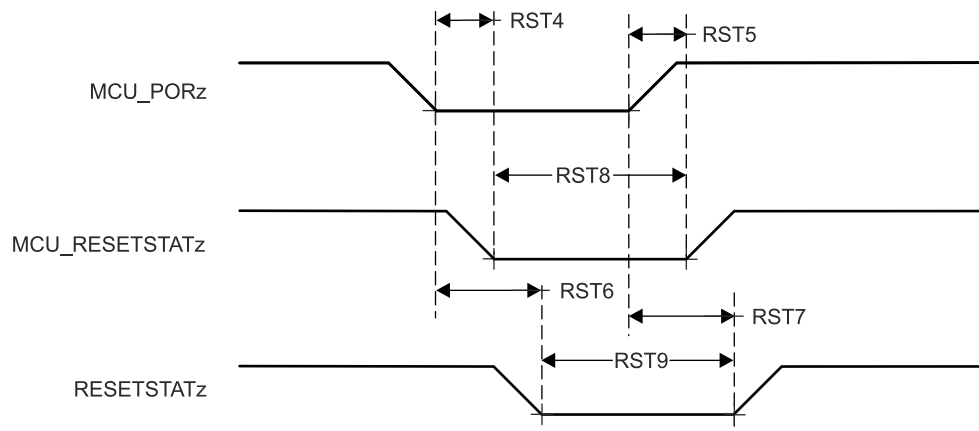 RST4
RST5
MCU_PORz
RST8
MCU_RESETSTATz
RST6
RST7
RST9
RESETSTATz